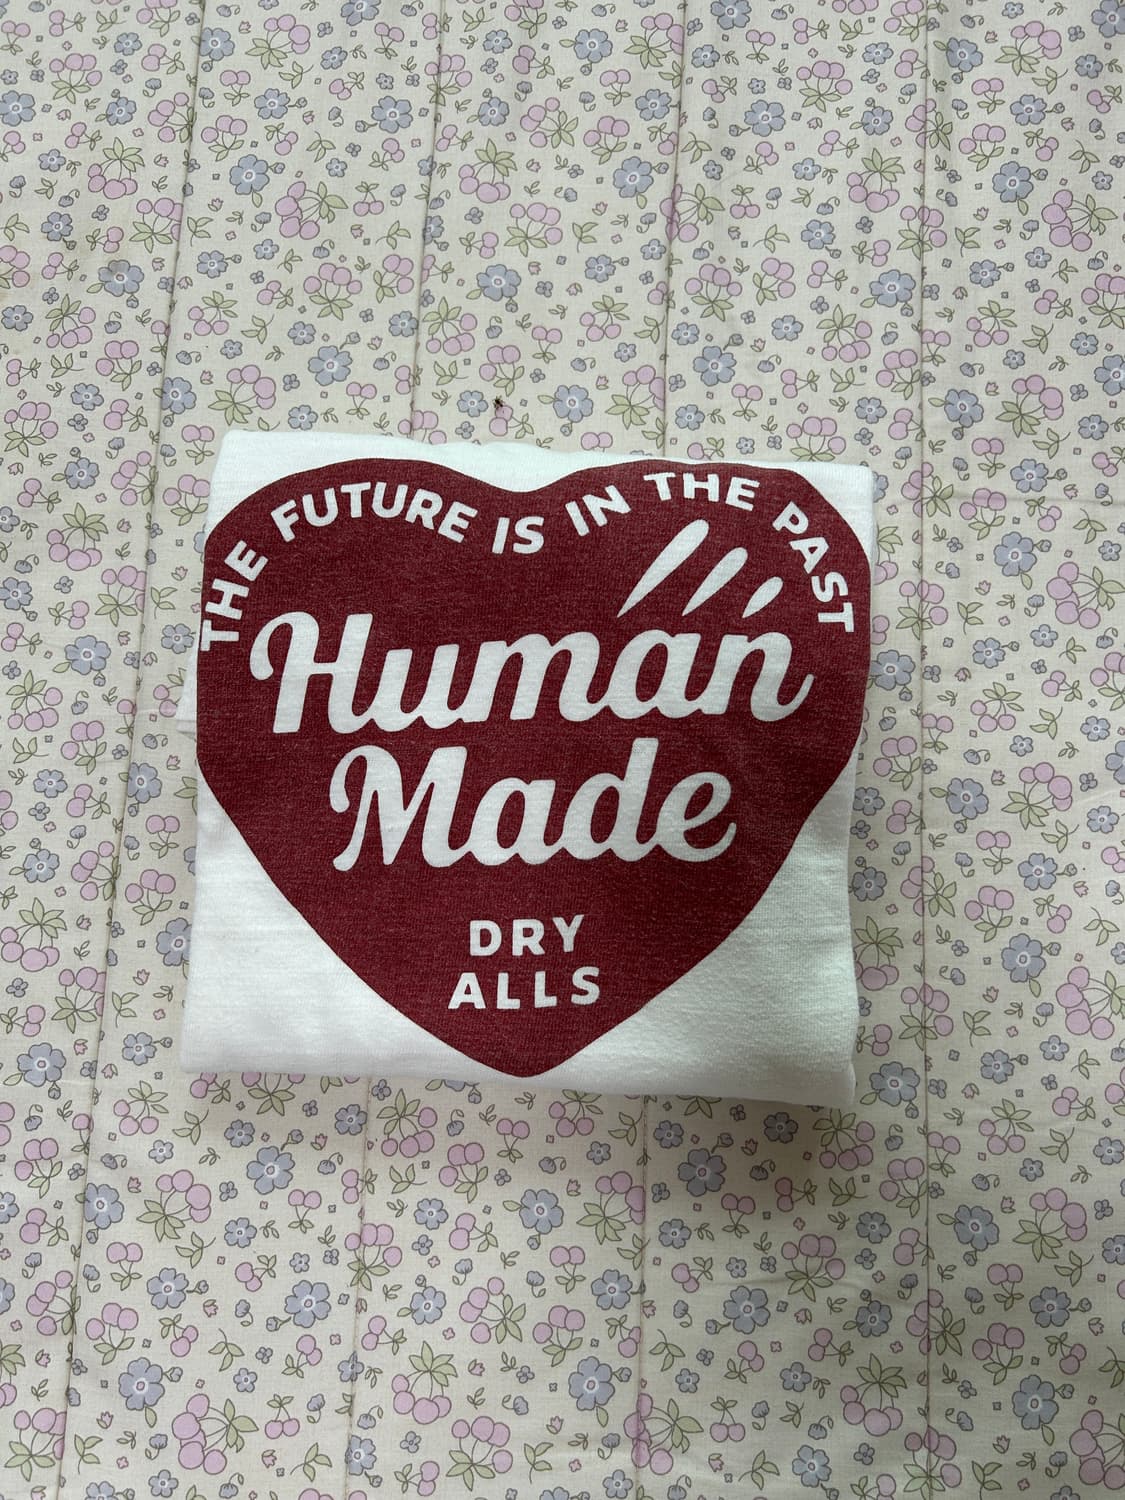 THE FUTURE IS IN THE PAST
Human
Made
DRY
ALLS